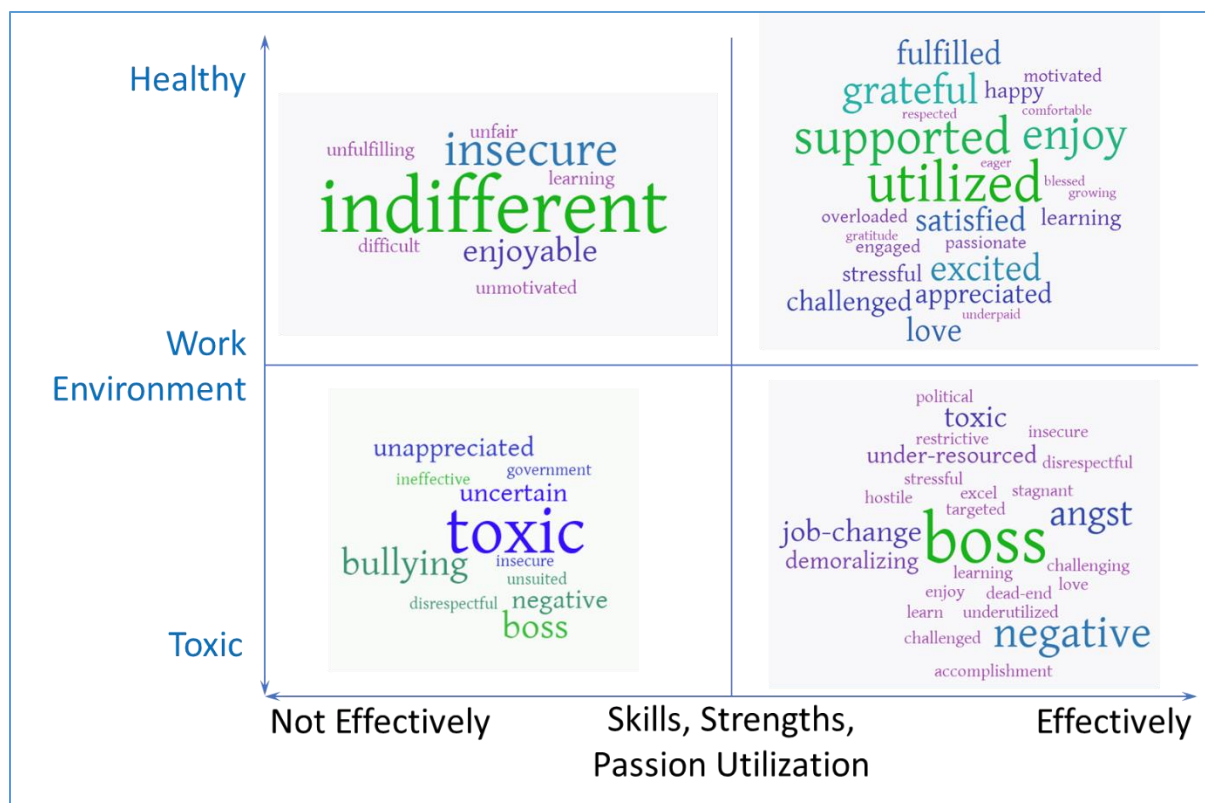 Healthy
Work
Environment
Toxic
unfair
unfulfilling
insecure
learning
indifferent
difficult
enjoyable
unmotivated
fulfilled
motivated
grateful happy
respected comfortable
supported enjoy
eager
utilized blessed
growing
overloaded satisfied learning
gratitude
engaged passionate
stressful excited
challenged appreciated
underpaid
love
unappreciated
ineffective government
uncertain
toxic
bullying insecure
unsuited
disrespectful negative
boss
political
toxic
restrictive insecure
under-resourced disrespectful
stressful
hostile excel stagnant
targeted angst
job-change boss
demoralizing
learning challenging
enjoy dead-end love
learn underutilized
challenged negative
accomplishment
Not Effectively Skills, Strengths, Effectively
Passion Utilization